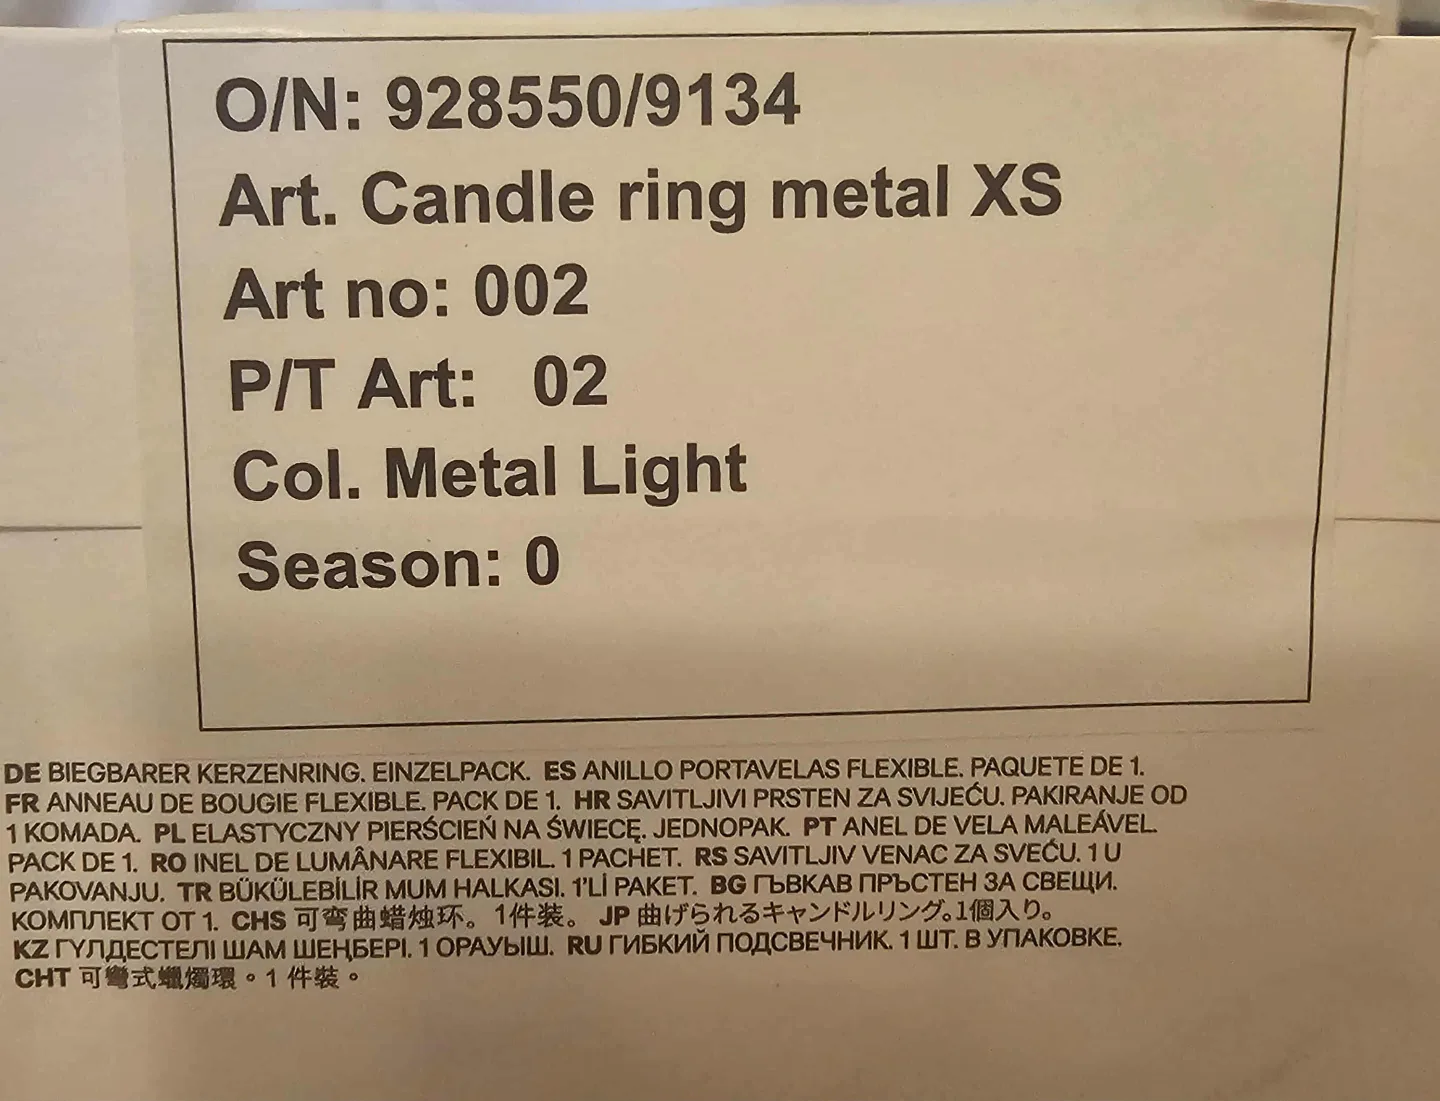 O/N: 928550/9134
Art. Candle ring metal XS
Art no: 002
P/T Art: 02
Col. Metal Light
Season: 0
DE BIEGBARER KERZENRING. EINZELPACK. ES ANILLO PORTAVELAS FLEXIBLE. PAQUETE DE 1.
FR ANNEAU DE BOUGIE FLEXIBLE. PACK DE 1. HR SAVITLJIVI PRSTEN ZA SVIJEĆU. PAKIRANJE OD
1 KOMADA. PL ELASTYCZNY PIERŚCIEŃ NA ŚWIECĘ. JEDNOPAK. PT ANEL DE VELA MALEÁVEL.
PACK DE 1. RO INEL DE LUMÂNARE FLEXIBIL. 1 PACHET. RS SAVITLJIV VENAC ZA SVEĆU. 1 U
PAKOVANJU. TR BÜKÜLEBİLİR MUM HALKASI. 1'Lİ PAKET. BG ГЪВКАВ ПРЪСТЕН ЗА СВЕЩИ.
КОМПЛЕКТ ОТ 1. CHS 可弯曲蜡烛环。1件装。 JP 曲げられるキャンドルリング。1個入り。
KZ ГҮЛДЕСТЕЛІ ШАМ ШЕҢБЕРІ. 1 ОРАУЫШ. RU ГИБКИЙ ПОДСВЕЧНИК. 1 ШТ. В УПАКОВКЕ.
CHT 可彎式蠟燭環。1 件裝。